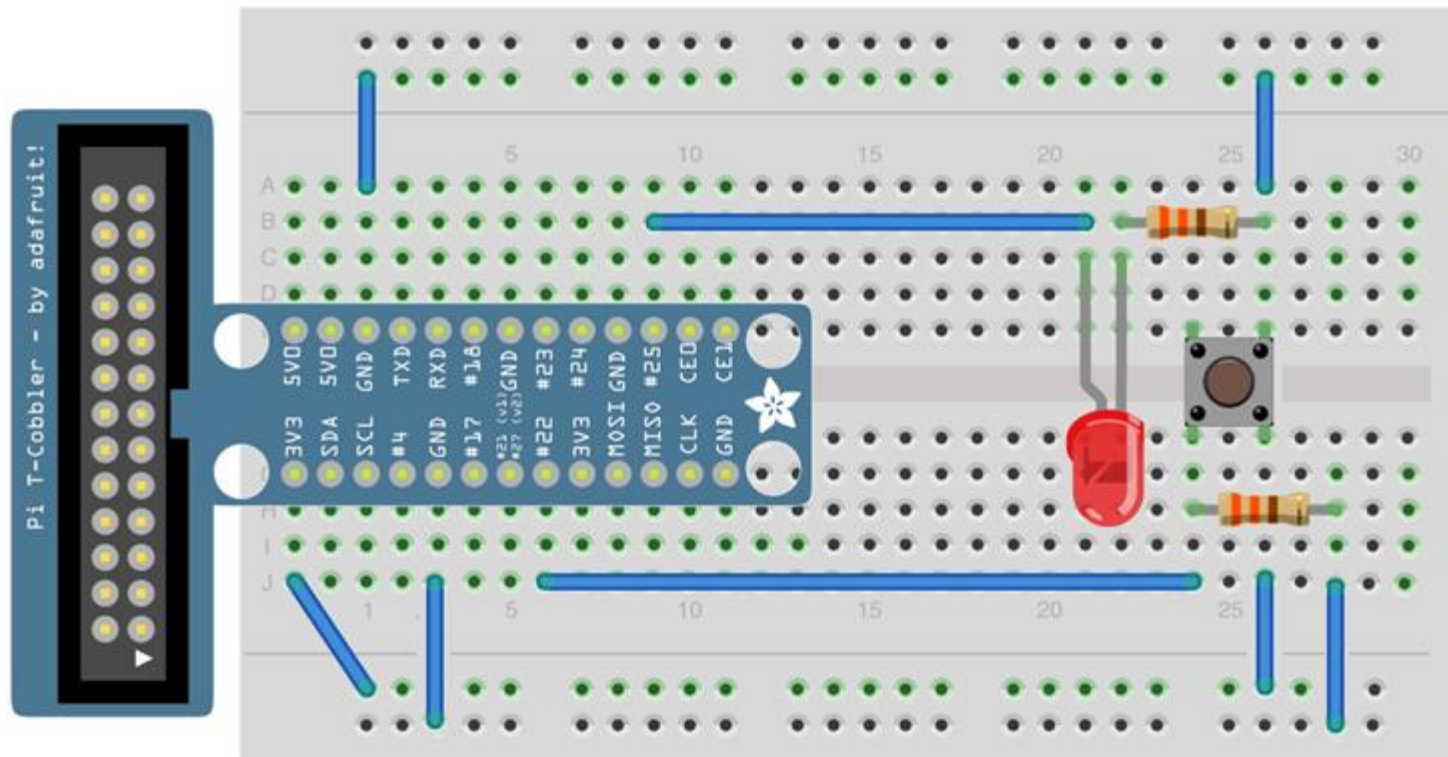 Pi T-Cobbler - by adafruit!
5 10 15 20 25 30
A
B
C
D
5V0 5V0 GND TXD RXD #18 GND #23 #24 GND #25 CE0 CE1
3V3 SDA SCL #4 GND #17 #21 (v1) #27 (v2) #22 3V3 MOSI MISO CLK GND
H
I
J
1 5 10 15 20 25